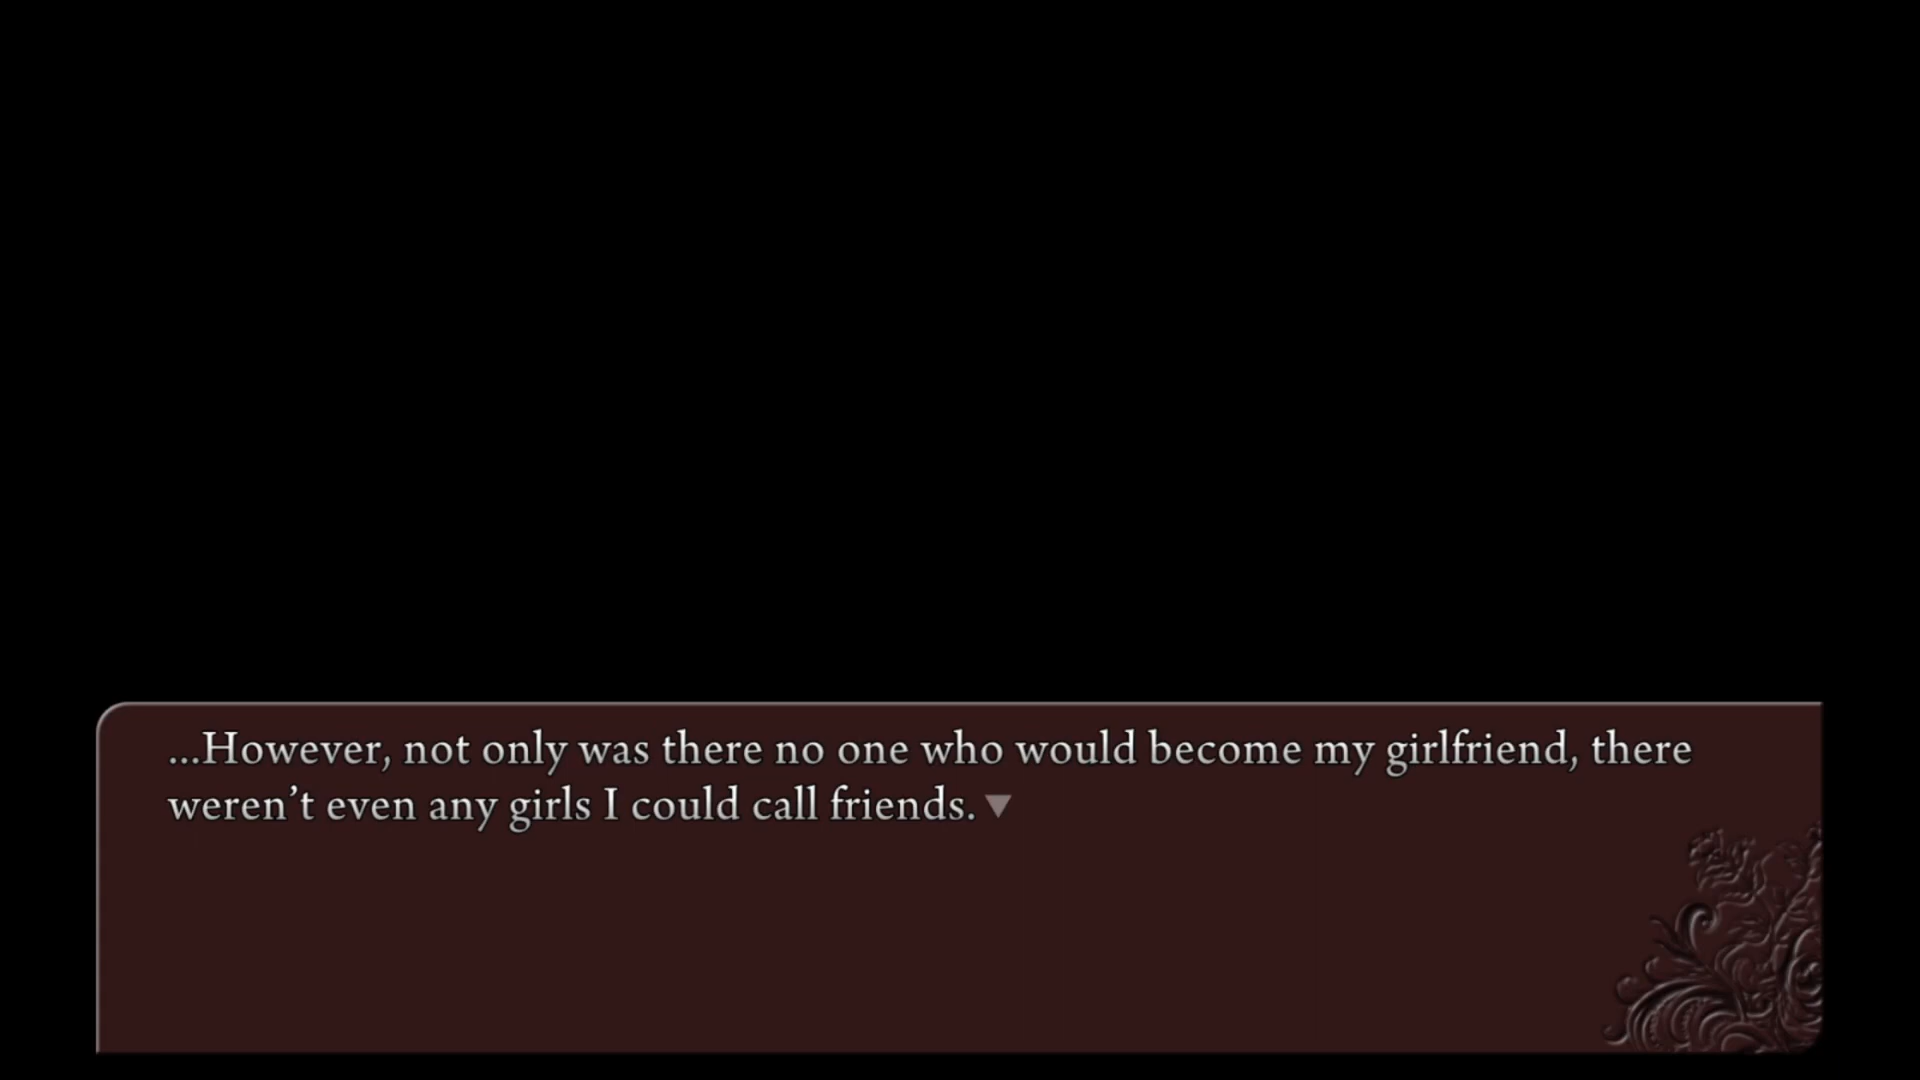 ...However, not only was there no one who would become my girlfriend, there
weren’t even any girls I could call friends.